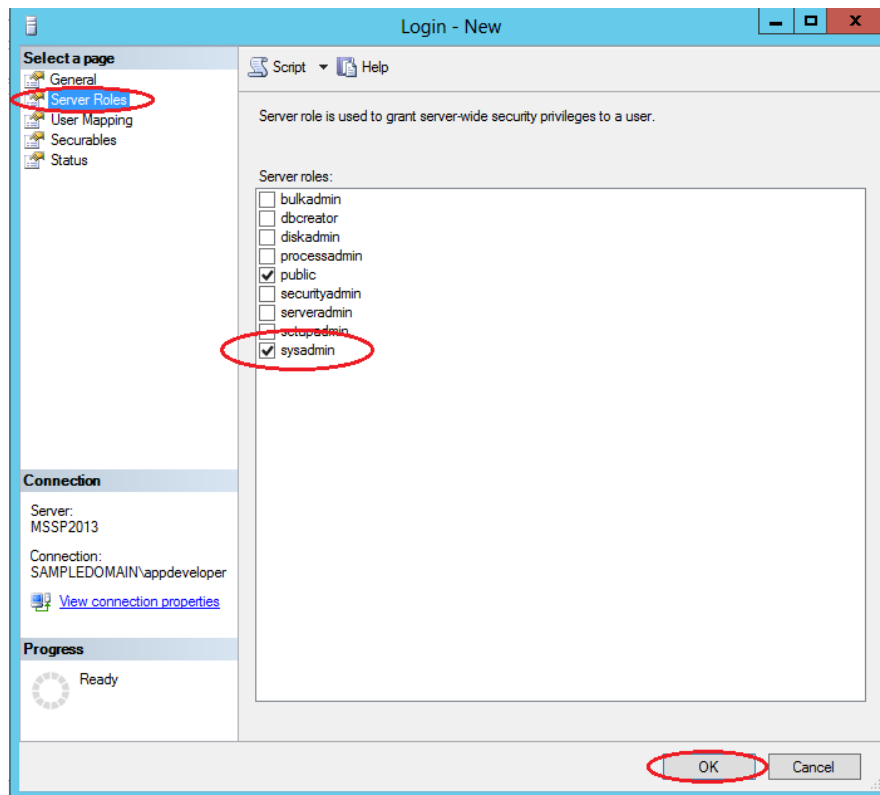 Login - New
Select a page
General
Server Roles
User Mapping
Securables
Status
Script
Help
Server role is used to grant server-wide security privileges to a user.
Server roles:
bulkadmin
dbcreator
diskadmin
processadmin
public
securityadmin
serveradmin
setupadmin
sysadmin
Connection
Server:
MSSP2013
Connection:
SAMPLEDOMAIN\appdeveloper
View connection properties
Progress
Ready
OK
Cancel